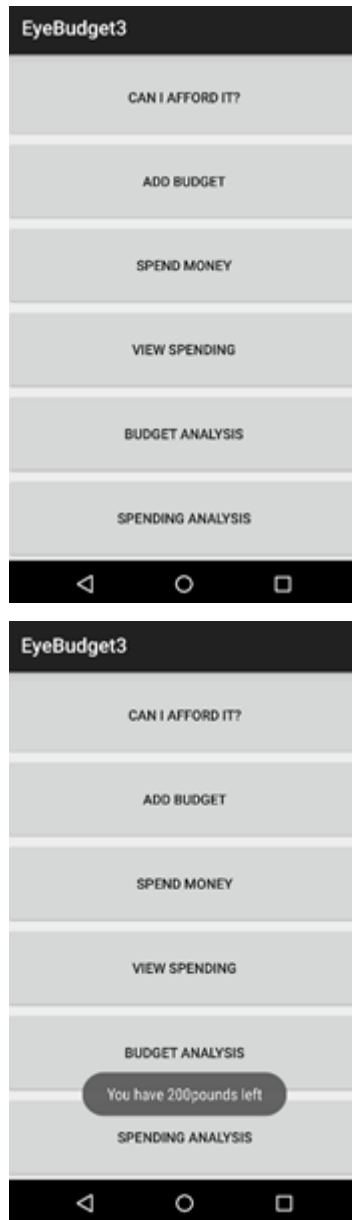 EyeBudget3
CAN I AFFORD IT?
ADD BUDGET
SPEND MONEY
VIEW SPENDING
BUDGET ANALYSIS
SPENDING ANALYSIS
EyeBudget3
CAN I AFFORD IT?
ADD BUDGET
SPEND MONEY
VIEW SPENDING
BUDGET ANALYSIS
You have 200pounds left
SPENDING ANALYSIS